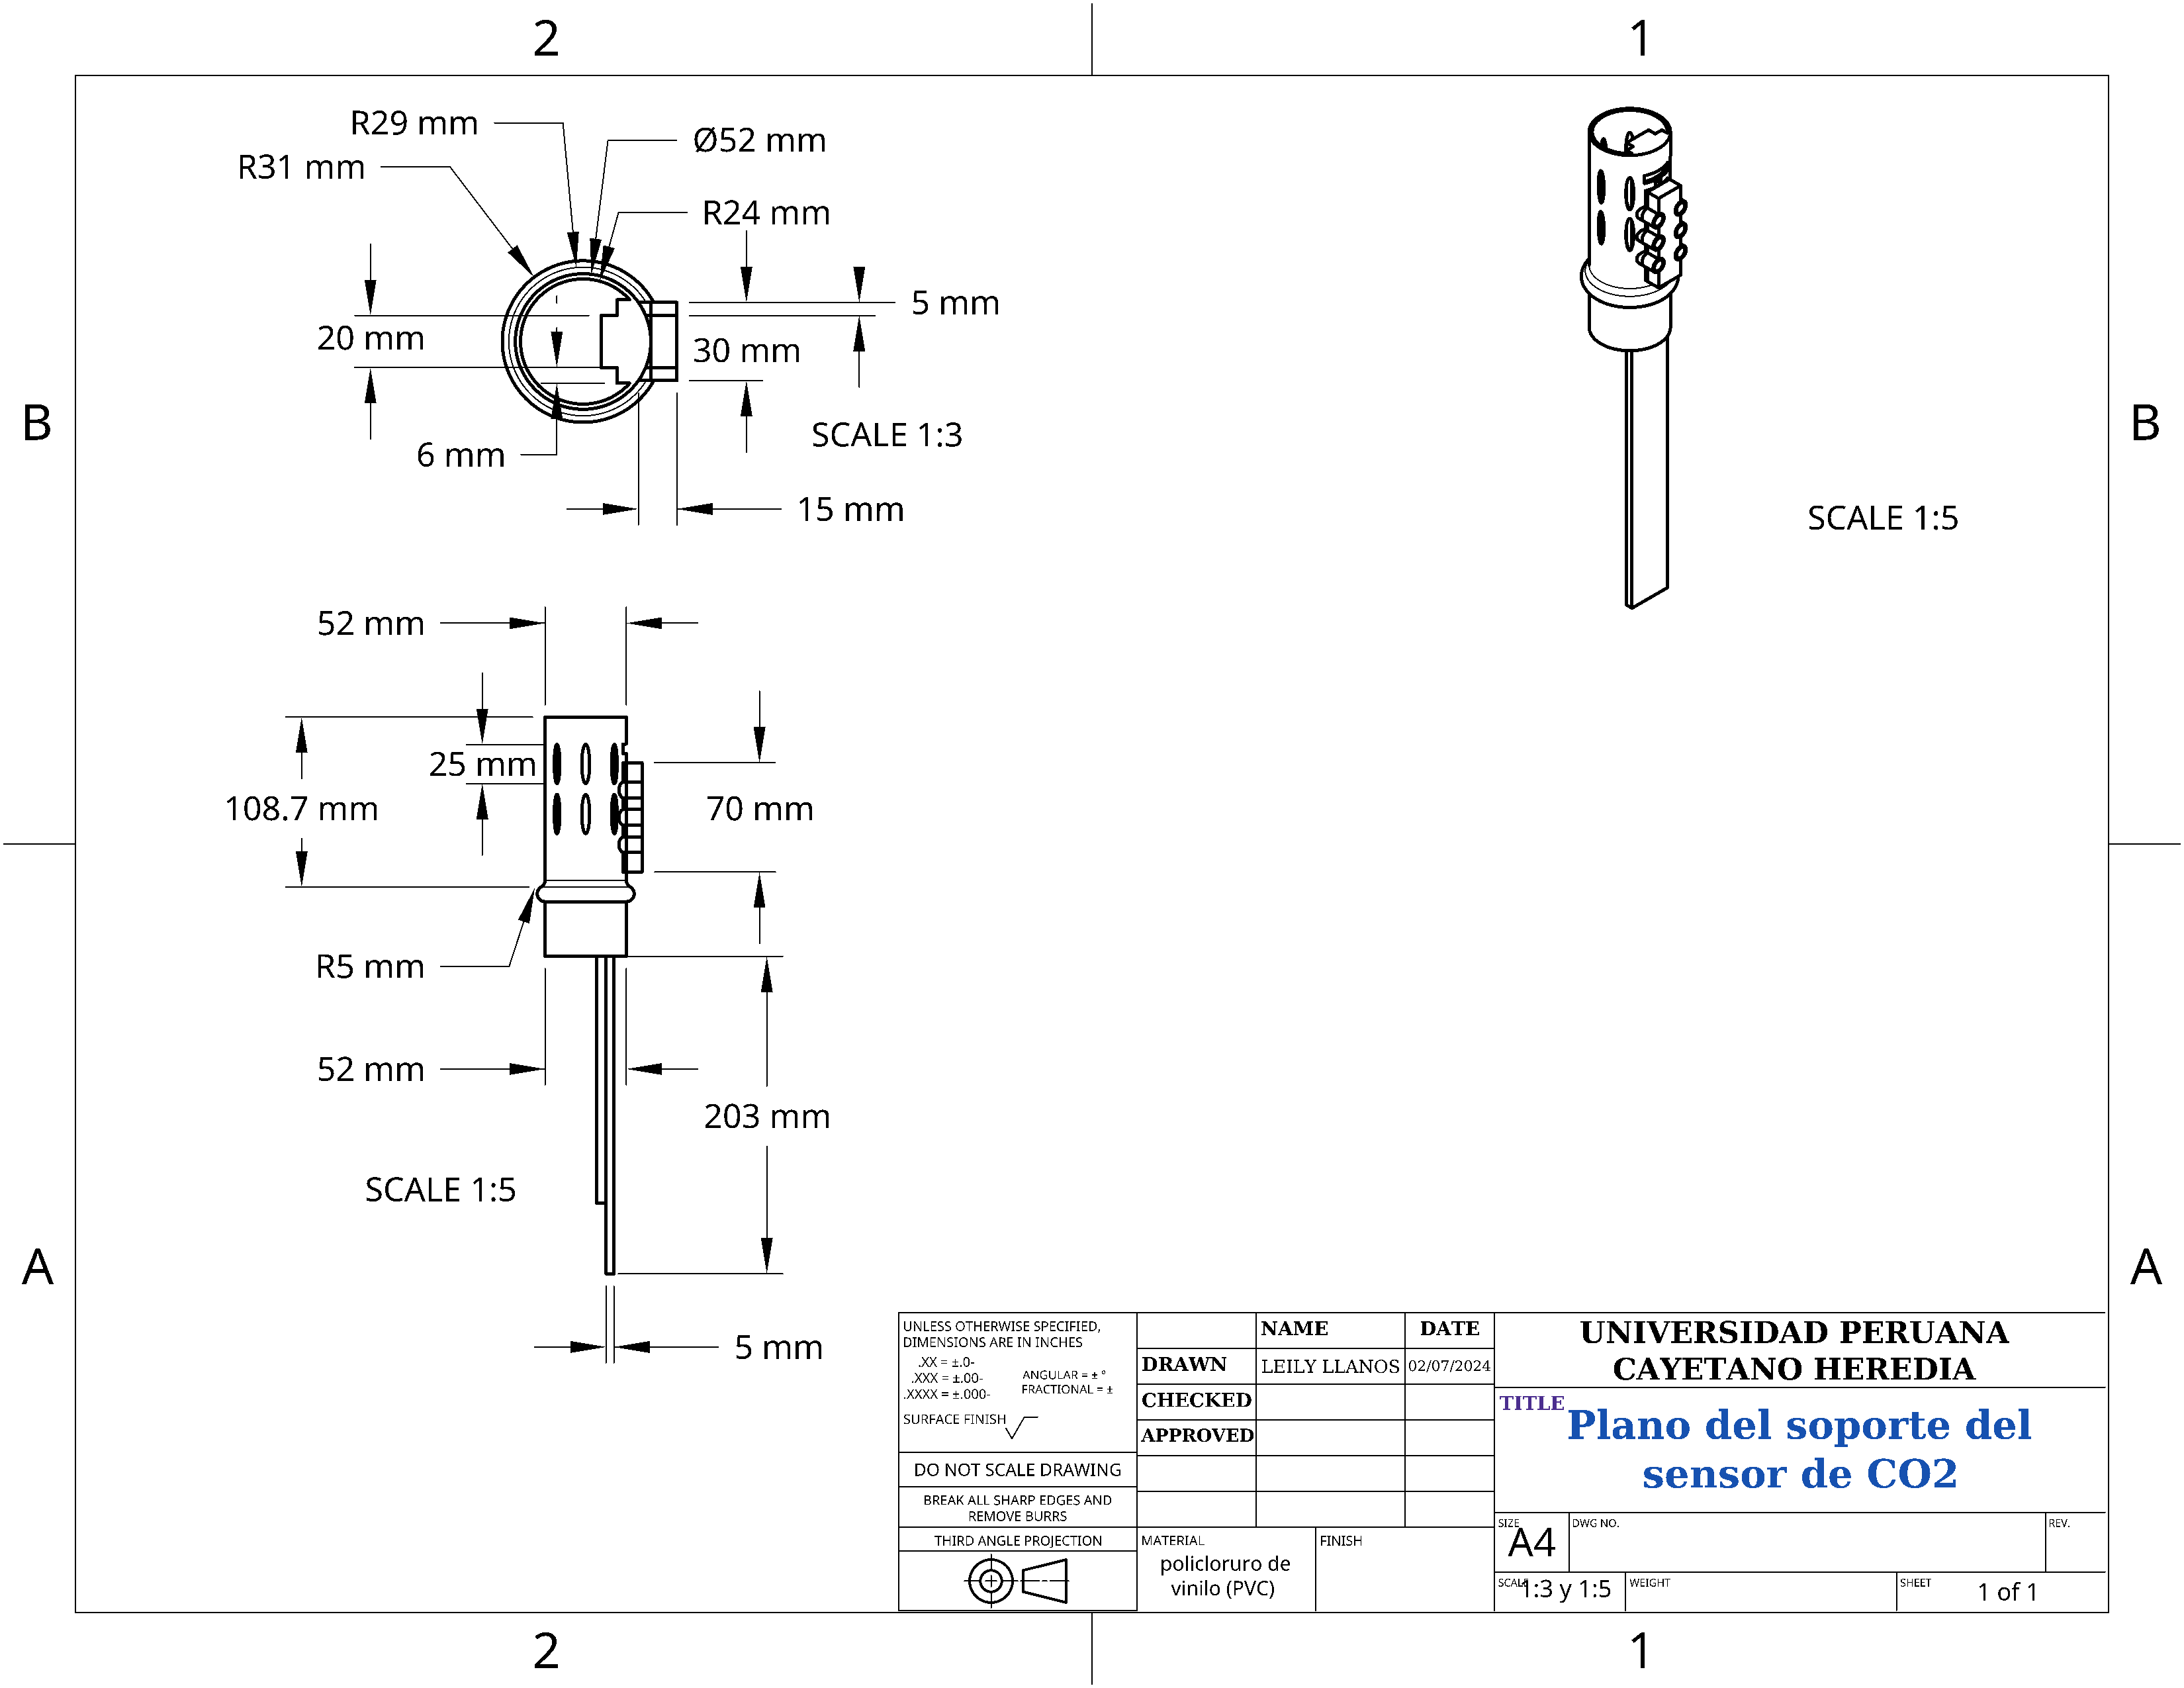 2
1
R29 mm
Ø52 mm
R31 mm
R24 mm
5 mm
20 mm
30 mm
B
B
SCALE 1:3
6 mm
15 mm
SCALE 1:5
52 mm
25 mm
108.7 mm
70 mm
R5 mm
52 mm
203 mm
SCALE 1:5
A
A
5 mm
UNLESS OTHERWISE SPECIFIED,
DIMENSIONS ARE IN INCHES
.XX = ±.0-
.XXX = ±.00-
.XXXX = ±.000-
ANGULAR = ± °
FRACTIONAL = ±
SURFACE FINISH
DO NOT SCALE DRAWING
BREAK ALL SHARP EDGES AND
REMOVE BURRS
THIRD ANGLE PROJECTION
NAME DATE
DRAWN LEILY LLANOS 02/07/2024
CHECKED
APPROVED
MATERIAL
policloruro de
vinilo (PVC)
FINISH
UNIVERSIDAD PERUANA
CAYETANO HEREDIA
TITLE
Plano del soporte del
sensor de CO2
SIZE
A4
DWG NO.
REV.
SCALE
1:3 y 1:5
WEIGHT
SHEET
1 of 1
2
1